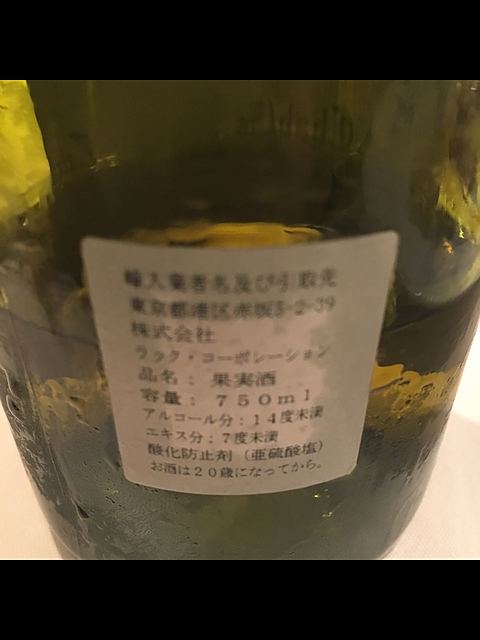 輸入業者名及び引取先
東京都港区赤坂3-2-39
株式会社
ラック・コーポレーション
品名：果実酒
容量：７５０ｍｌ
アルコール分：１４度未満
エキス分：７度未満
酸化防止剤（亜硫酸塩）
お酒は２０歳になってから。